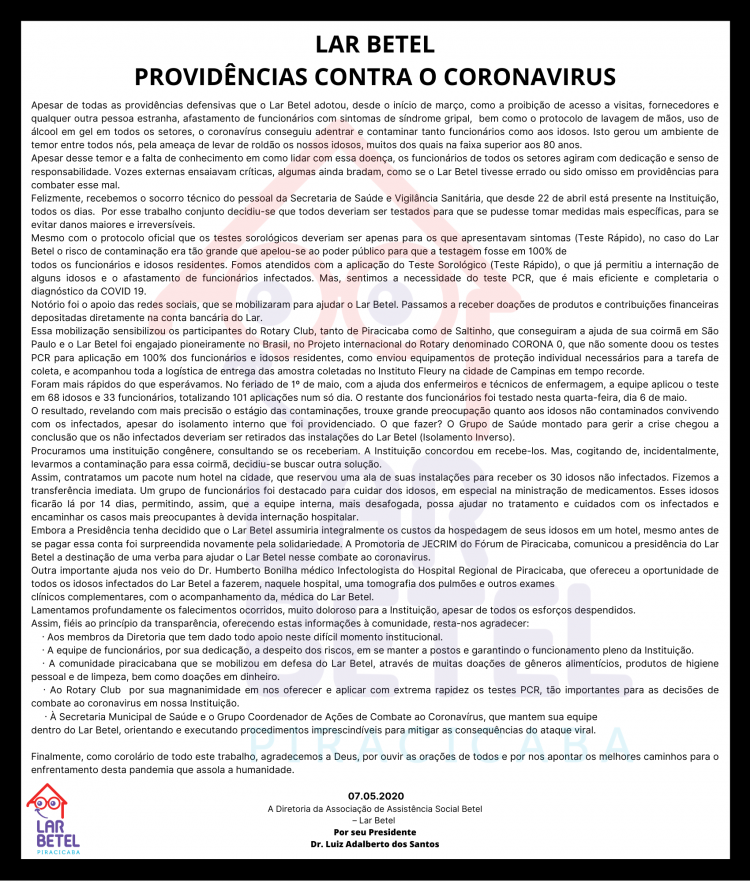 LAR BETEL
PROVIDÊNCIAS CONTRA O CORONAVIRUS
Apesar de todas as providências defensivas que o Lar Betel adotou, desde o início de março, como a proibição de acesso a visitas, fornecedores e
qualquer outra pessoa estranha, afastamento de funcionários com sintomas de síndrome gripal, bem como o protocolo de lavagem de mãos, uso de
álcool em gel em todos os setores, o coronavírus conseguiu adentrar e contaminar tanto funcionários como aos idosos. Isto gerou um ambiente de
temor entre todos nós, pela ameaça de levar de roldão os nossos idosos, muitos dos quais na faixa superior aos 80 anos.
Apesar desse temor e a falta de conhecimento em como lidar com essa doença, os funcionários de todos os setores agiram com dedicação e senso de
responsabilidade. Vozes externas ensaiavam críticas, algumas ainda bradam, como se o Lar Betel tivesse errado ou sido omisso em providências para
combater esse mal.
Felizmente, recebemos o socorro técnico do pessoal da Secretaria de Saúde e Vigilância Sanitária, que desde 22 de abril está presente na Instituição,
todos os dias. Por esse trabalho conjunto decidiu-se que todos deveriam ser testados para que se pudesse tomar medidas mais específicas, para se
evitar danos maiores e irreversíveis.
Mesmo com o protocolo oficial que os testes sorológicos deveriam ser apenas para os que apresentavam sintomas (Teste Rápido), no caso do Lar
Betel o risco de contaminação era tão grande que apelou-se ao poder público para que a testagem fosse em 100% de
todos os funcionários e idosos residentes. Fomos atendidos com a aplicação do Teste Sorológico (Teste Rápido), o que já permitiu a internação de
alguns idosos e o afastamento de funcionários infectados. Mas, sentimos a necessidade do teste PCR, que é mais eficiente e completaria o
diagnóstico da COVID 19.
Notório foi o apoio das redes sociais, que se mobilizaram para ajudar o Lar Betel. Passamos a receber doações de produtos e contribuições financeiras
depositadas diretamente na conta bancária do Lar.
Essa mobilização sensibilizou os participantes do Rotary Club, tanto de Piracicaba como de Saltinho, que conseguiram a ajuda de sua coirmã em São
Paulo e o Lar Betel foi engajado pioneiramente no Brasil, no Projeto internacional do Rotary denominado CORONA 0, que não somente doou os testes
PCR para aplicação em 100% dos funcionários e idosos residentes, como enviou equipamentos de proteção individual necessários para a tarefa de
coleta, e acompanhou toda a logística de entrega das amostra coletadas no Instituto Fleury na cidade de Campinas em tempo recorde.
Foram mais rápidos do que esperávamos. No feriado de 1º de maio, com a ajuda dos enfermeiros e técnicos de enfermagem, a equipe aplicou o teste
em 68 idosos e 33 funcionários, totalizando 101 aplicações num só dia. O restante dos funcionários foi testado nesta quarta-feira, dia 6 de maio.
O resultado, revelando com mais precisão o estágio das contaminações, trouxe grande preocupação quanto aos idosos não contaminados convivendo
com os infectados, apesar do isolamento interno que foi providenciado. O que fazer? O Grupo de Saúde montado para gerir a crise chegou a
conclusão que os não infectados deveriam ser retirados das instalações do Lar Betel (Isolamento Inverso).
Procuramos uma instituição congênere, consultando se os receberiam. A Instituição concordou em recebe-los. Mas, cogitando de, incidentalmente,
levarmos a contaminação para essa coirmã, decidiu-se buscar outra solução.
Assim, contratamos um pacote num hotel na cidade, que reservou uma ala de suas instalações para receber os 30 idosos não infectados. Fizemos a
transferência imediata. Um grupo de funcionários foi destacado para cuidar dos idosos, em especial na ministração de medicamentos. Esses idosos
ficarão lá por 14 dias, permitindo, assim, que a equipe interna, mais desafogada, possa ajudar no tratamento e cuidados com os infectados e
encaminhar os casos mais preocupantes à devida internação hospitalar.
Embora a Presidência tenha decidido que o Lar Betel assumiria integralmente os custos da hospedagem de seus idosos em um hotel, mesmo antes de
se pagar essa conta foi surpreendida novamente pela solidariedade. A Promotoria de JECRIM do Fórum de Piracicaba, comunicou a presidência do Lar
Betel a destinação de uma verba para ajudar o Lar Betel nesse combate ao coronavirus.
Outra importante ajuda nos veio do Dr. Humberto Bonilha médico Infectologista do Hospital Regional de Piracicaba, que ofereceu a oportunidade de
todos os idosos infectados do Lar Betel a fazerem, naquele hospital, uma tomografia dos pulmões e outros exames
clínicos complementares, com o acompanhamento da, médica do Lar Betel.
Lamentamos profundamente os falecimentos ocorridos, muito doloroso para a Instituição, apesar de todos os esforços despendidos.
Assim, fiéis ao princípio da transparência, oferecendo estas informações à comunidade, resta-nos agradecer:
· Aos membros da Diretoria que tem dado todo apoio neste difícil momento institucional.
· A equipe de funcionários, por sua dedicação, a despeito dos riscos, em se manter a postos e garantindo o funcionamento pleno da Instituição.
· A comunidade piracicabana que se mobilizou em defesa do Lar Betel, através de muitas doações de gêneros alimentícios, produtos de higiene
pessoal e de limpeza, bem como doações em dinheiro.
· Ao Rotary Club por sua magnanimidade em nos oferecer e aplicar com extrema rapidez os testes PCR, tão importantes para as decisões de
combate ao coronavirus em nossa Instituição.
· À Secretaria Municipal de Saúde e o Grupo Coordenador de Ações de Combate ao Coronavírus, que mantem sua equipe
dentro do Lar Betel, orientando e executando procedimentos imprescindíveis para mitigar as consequências do ataque viral.
Finalmente, como corolário de todo este trabalho, agradecemos a Deus, por ouvir as orações de todos e por nos apontar os melhores caminhos para o
enfrentamento desta pandemia que assola a humanidade.
07.05.2020
A Diretoria da Associação de Assistência Social Betel
– Lar Betel
Por seu Presidente
Dr. Luiz Adalberto dos Santos
LAR
BETEL
PIRACICABA
LAR
BETEL
PIRACICABA